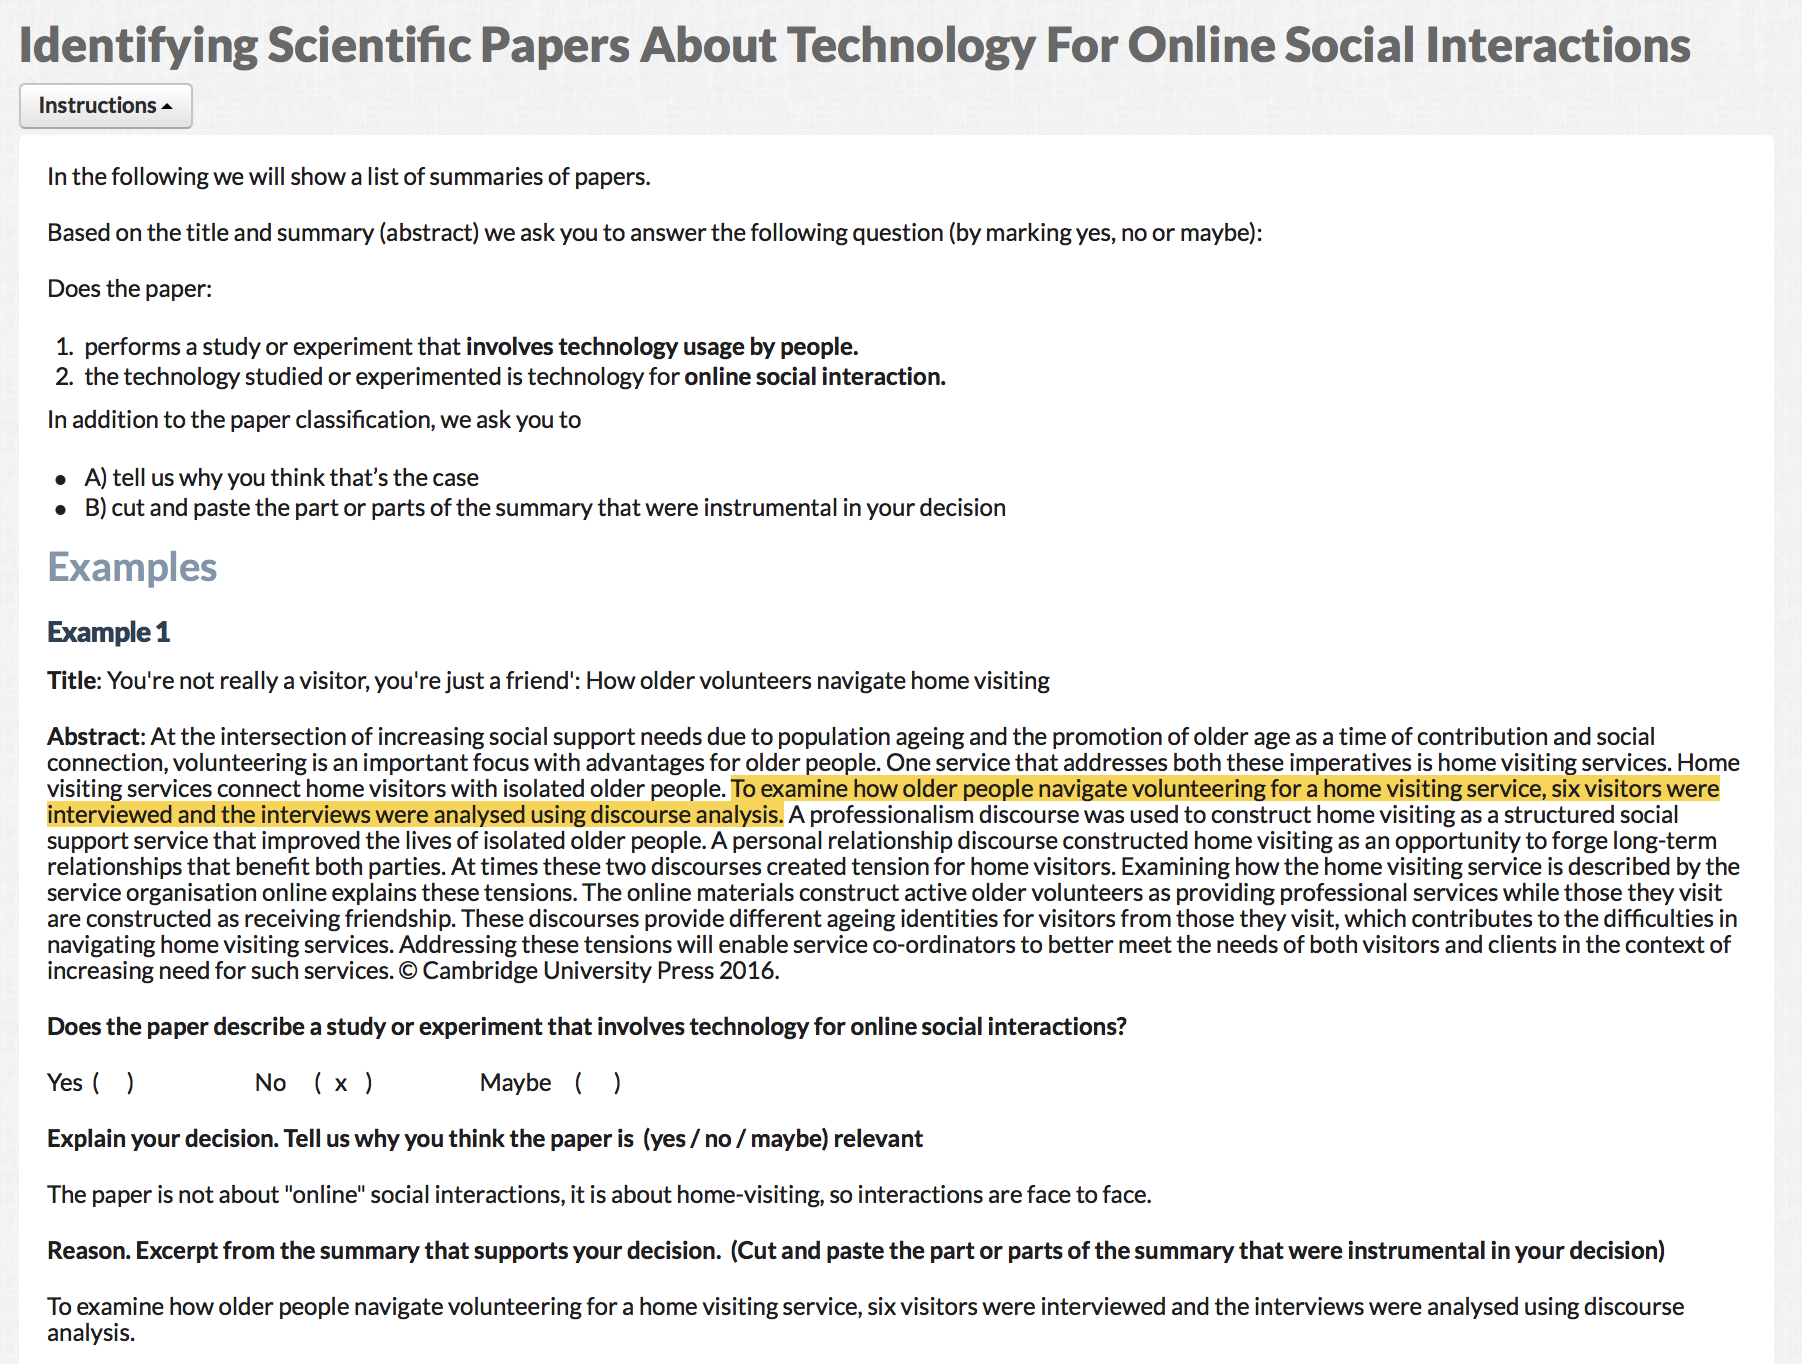 Identifying Scientific Papers About Technology For Online Social Interactions
Instructions
In the following we will show a list of summaries of papers.
Based on the title and summary (abstract) we ask you to answer the following question (by marking yes, no or maybe):
Does the paper:
1. performs a study or experiment that involves technology usage by people.
2. the technology studied or experimented is technology for online social interaction.
In addition to the paper classification, we ask you to
• A) tell us why you think that’s the case
• B) cut and paste the part or parts of the summary that were instrumental in your decision
Examples
Example 1
Title: You're not really a visitor, you're just a friend': How older volunteers navigate home visiting
Abstract: At the intersection of increasing social support needs due to population ageing and the promotion of older age as a time of contribution and social
connection, volunteering is an important focus with advantages for older people. One service that addresses both these imperatives is home visiting services. Home
visiting services connect home visitors with isolated older people. To examine how older people navigate volunteering for a home visiting service, six visitors were
interviewed and the interviews were analysed using discourse analysis. A professionalism discourse was used to construct home visiting as a structured social
support service that improved the lives of isolated older people. A personal relationship discourse constructed home visiting as an opportunity to forge long-term
relationships that benefit both parties. At times these two discourses created tension for home visitors. Examining how the home visiting service is described by the
service organisation online explains these tensions. The online materials construct active older volunteers as providing professional services while those they visit
are constructed as receiving friendship. These discourses provide different ageing identities for visitors from those they visit, which contributes to the difficulties in
navigating home visiting services. Addressing these tensions will enable service co-ordinators to better meet the needs of both visitors and clients in the context of
increasing need for such services. © Cambridge University Press 2016.
Does the paper describe a study or experiment that involves technology for online social interactions?
Yes ( ) No ( x ) Maybe ( )
Explain your decision. Tell us why you think the paper is (yes / no / maybe) relevant
The paper is not about "online" social interactions, it is about home-visiting, so interactions are face to face.
Reason. Excerpt from the summary that supports your decision. (Cut and paste the part or parts of the summary that were instrumental in your decision)
To examine how older people navigate volunteering for a home visiting service, six visitors were interviewed and the interviews were analysed using discourse
analysis.